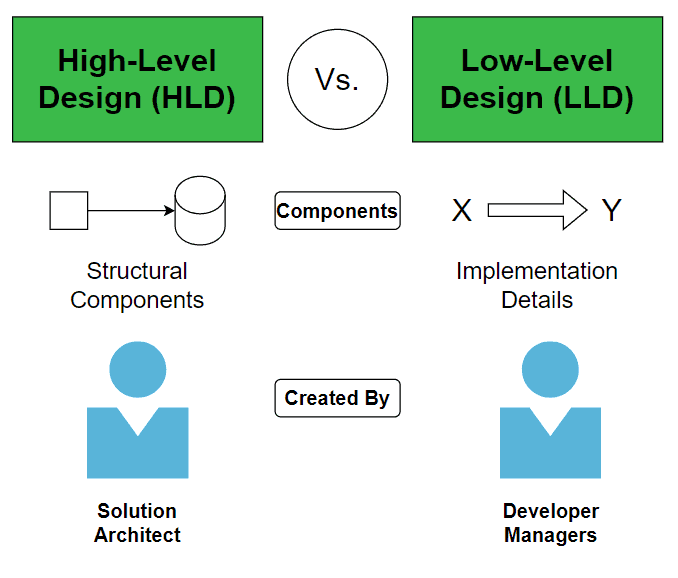 High-Level
Design (HLD)
Vs.
Low-Level
Design (LLD)
Components
X
Y
Structural
Components
Implementation
Details
Created By
Solution
Architect
Developer
Managers